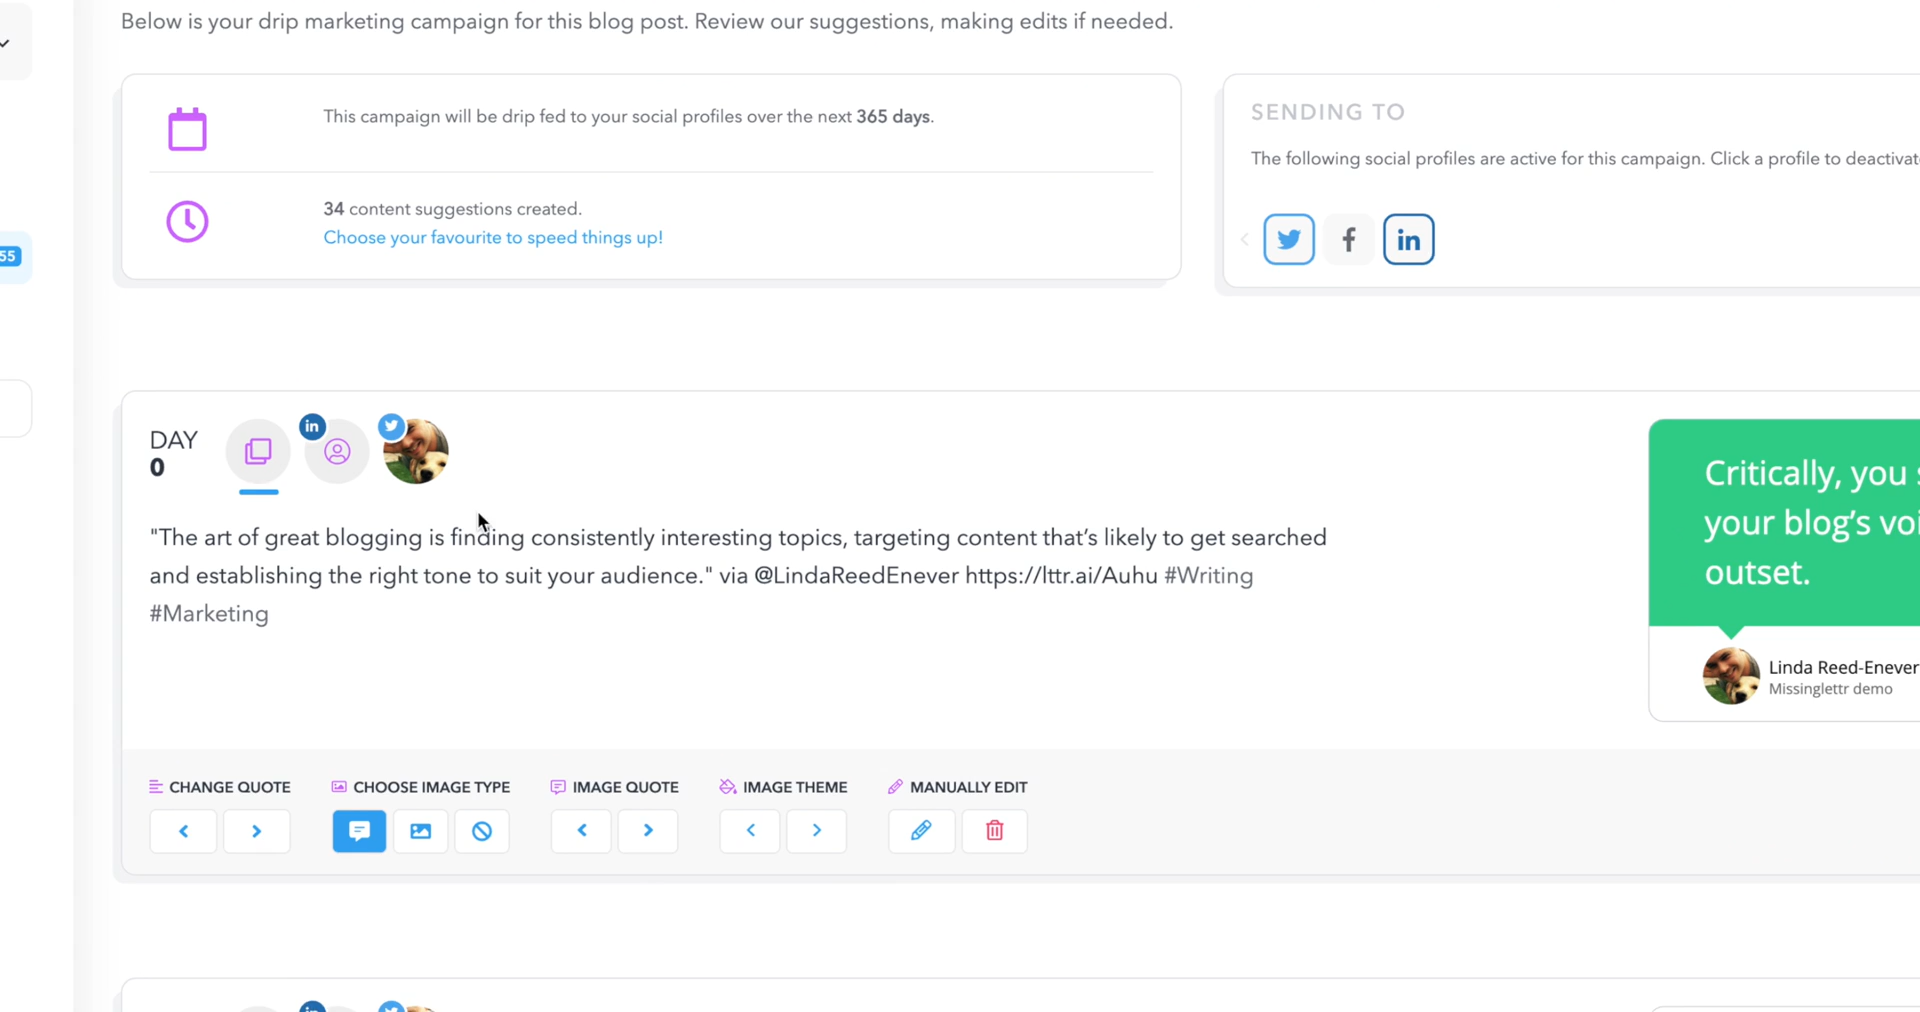 Below is your drip marketing campaign for this blog post. Review our suggestions, making edits if needed.
This campaign will be drip fed to your social profiles over the next 365 days.
34 content suggestions created.
Choose your favourite to speed things up!
SENDING TO
The following social profiles are active for this campaign. Click a profile to deactivat
55
DAY
0
"The art of great blogging is finding consistently interesting topics, targeting content that’s likely to get searched
and establishing the right tone to suit your audience." via @LindaReedEnever https://lttr.ai/Auhu #Writing
#Marketing
Critically, you s
your blog’s voi
outset.
Linda Reed-Enever
Missinglettr demo
CHANGE QUOTE
CHOOSE IMAGE TYPE
IMAGE QUOTE
IMAGE THEME
MANUALLY EDIT